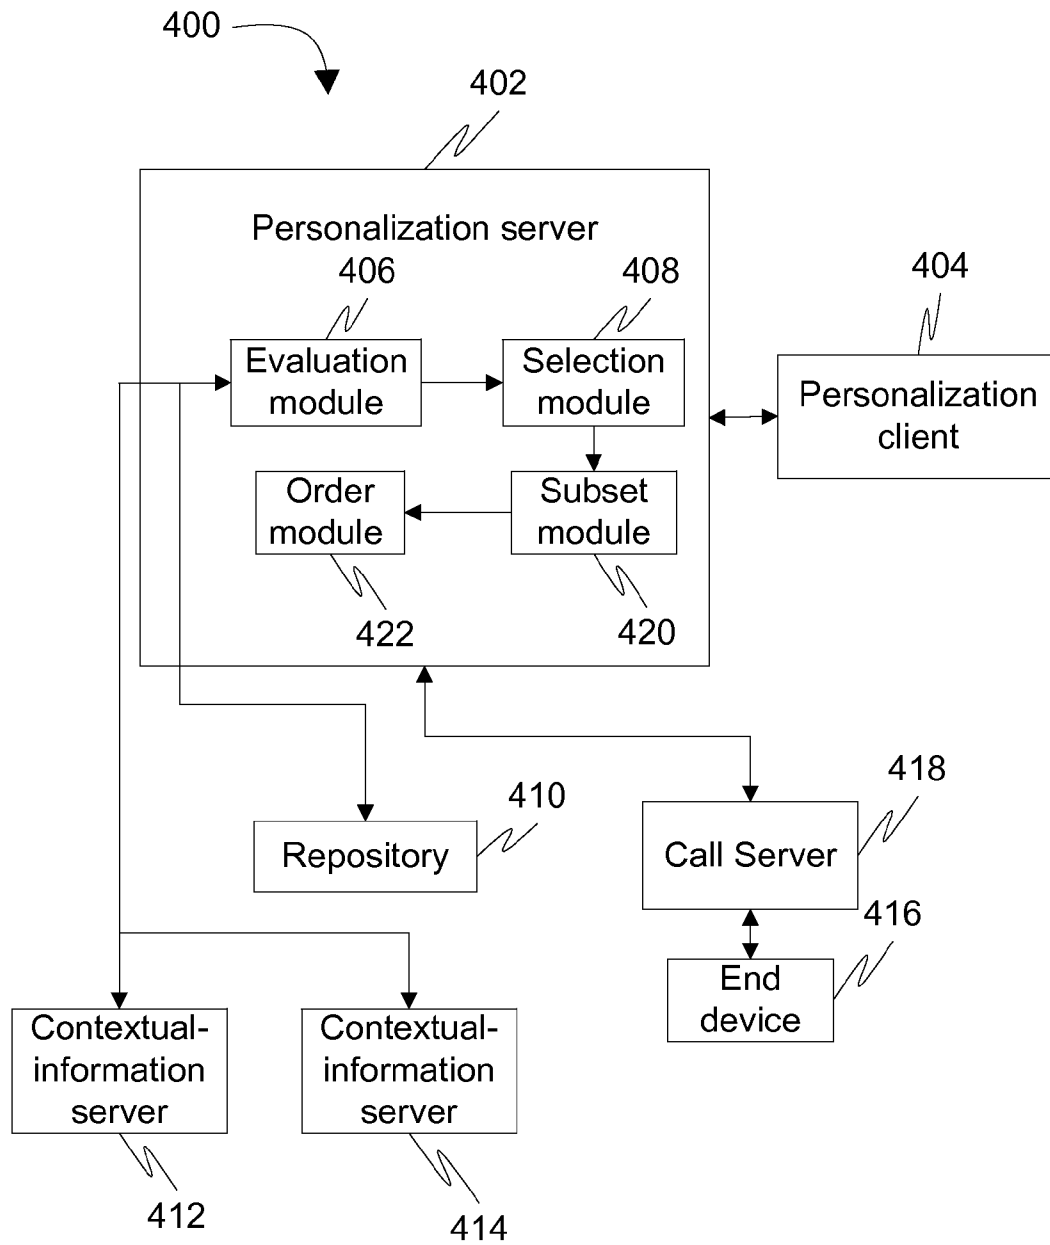 400
402
Personalization server
406
408
404
Evaluation
module
Selection
module
Personalization
client
Order
module
Subset
module
422
420
418
410
Repository
Call Server
416
End
device
Contextual-
information
server
Contextual-
information
server
412
414